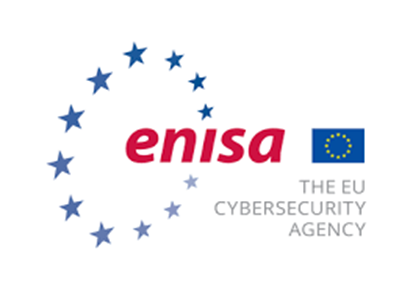 enisa
THE EU
CYBERSECURITY
AGENCY